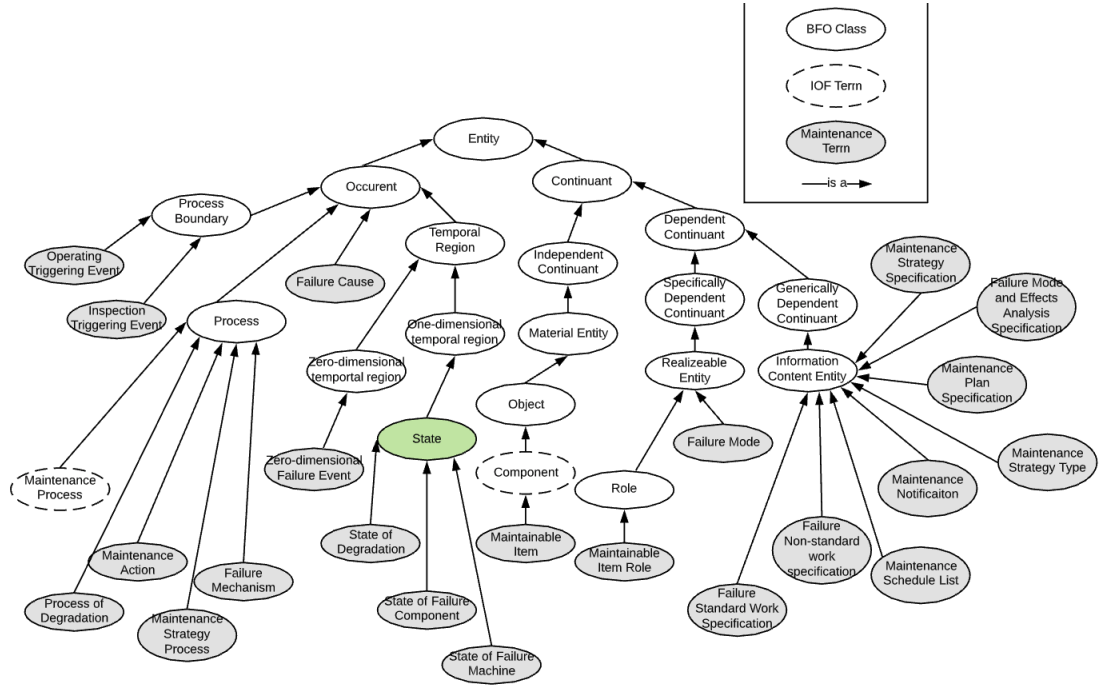 BFO Class
IOF Term
Maintenance
Term
is a
Entity
Occurent
Continuant
Process
Boundary
Temporal
Region
Dependent
Continuant
Operating
Triggering Event
Failure Cause
Independent
Continuant
Maintenance
Strategy
Specification
Inspection
Triggering Event
Process
One-dimensional
temporal region
Material Entity
Specifically
Dependent
Continuant
Generically
Dependent
Continuant
Failure Mode
and Effects
Analysis
Specification
Zero-dimensional
temportal region
Realizeable
Entity
Information
Content Entity
Maintenance
Plan
Specification
Object
State
Failure Mode
Zero-dimensional
Failure Event
Component
Role
Maintenance
Strategy Type
Maintenance
Process
Maintenance
Notificaiton
State of
Degradation
Maintainable
Item
Maintainable
Item Role
Failure
Non-standard
work
specification
Maintenance
Action
Failure
Mechanism
Maintenance
Schedule List
Process of
Degradation
Maintenance
Strategy
Process
State of Failure
Component
Failure
Standard Work
Specification
State of Failure
Machine